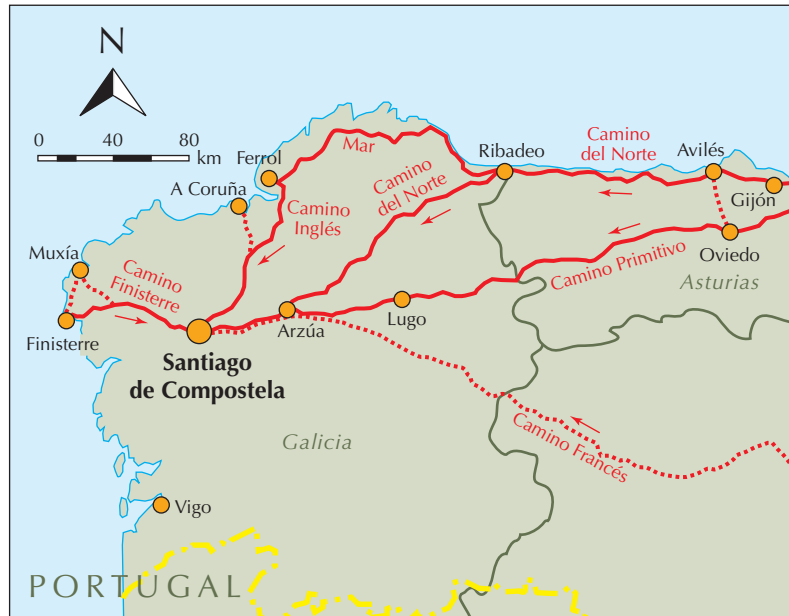 N
0 40 80
km
Ferrol
Mar
Ribadeo
Camino
del Norte
Avilés
Gijón
A Coruña
Camino
Inglés
Camino
del Norte
Muxía
Camino
Finisterre
Camino Primitivo
Oviedo
Asturias
Finisterre
Arzúa
Lugo
Santiago
de Compostela
Galicia
Camino Francés
Vigo
PORTUGAL